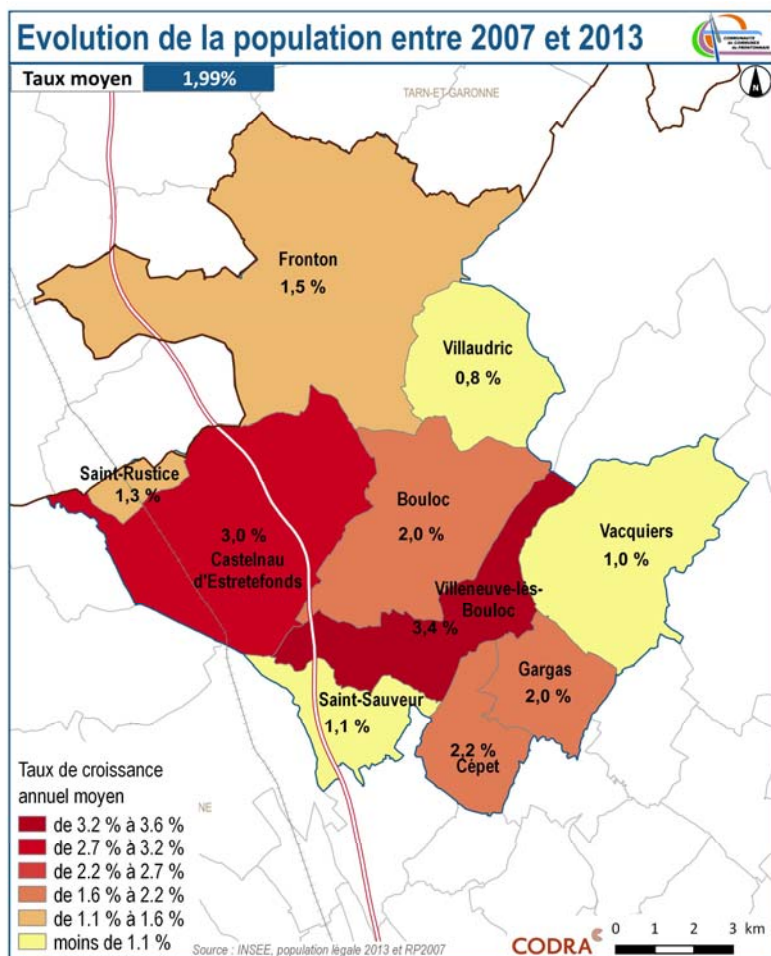 Evolution de la population entre 2007 et 2013
COMMUNAUTÉ
de COMMUNES
du FRONTONNAIS
Taux moyen 1,99%
N
TARN-ET-GARONNE
Fronton
1,5 %
Villaudric
0,8 %
Saint-Rustice
1,3 %
Bouloc
2,0 %
3,0 %
Castelnau
d'Estretefonds
Vacquiers
1,0 %
Villeneuve-lès-
Bouloc
3,4 %
Gargas
2,0 %
Saint-Sauveur
1,1 %
2,2 %
Cépet
Taux de croissance
annuel moyen
NE
de 3.2 % à 3.6 %
de 2.7 % à 3.2 %
de 2.2 % à 2.7 %
de 1.6 % à 2.2 %
de 1.1 % à 1.6 %
moins de 1.1 %
Source : INSEE, population légale 2013 et RP2007
CODRA
0 1 2 3 km